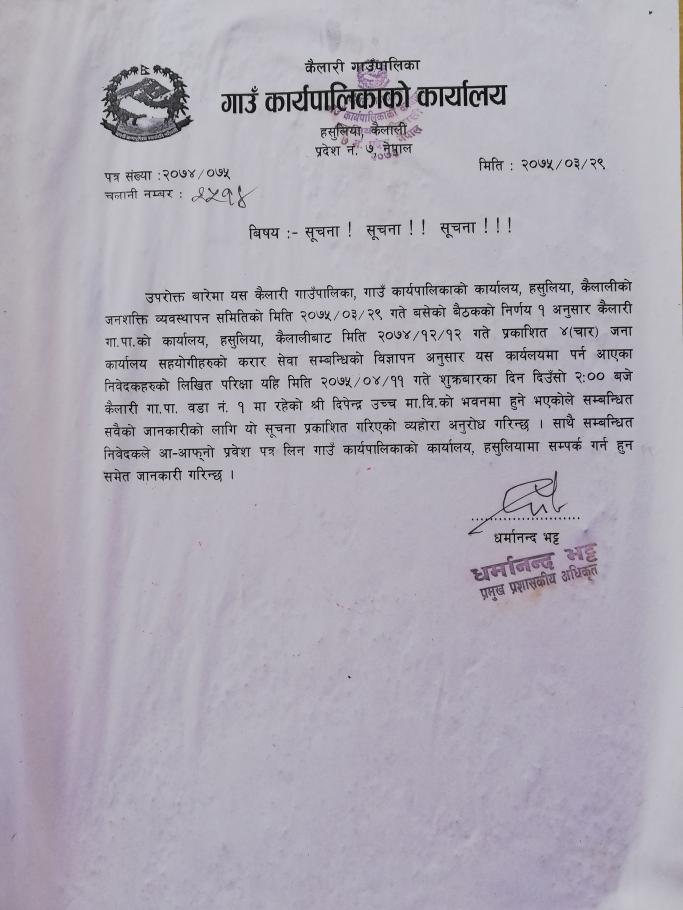 कैलारी गाउँपालिका
गाउँ कार्यपालिकाको कार्यालय
हसुलिया, कैलाली
प्रदेश नं. ७, नेपाल
मिति : २०७५/०३/२९
पत्र संख्या :२०७४/०७५
चलानी नम्बर :
बिषय :- सूचना ! सूचना !! सूचना !!!
उपरोक्त बारेमा यस कैलारी गाउँपालिका, गाउँ कार्यपालिकाको कार्यालय, हसुलिया, कैलालीको
जनशक्ति व्यवस्थापन समितिको मिति २०७५/०३/२९ गते बसेको बैठकको निर्णय १ अनुसार कैलारी
गा.पा.को कार्यालय, हसुलिया, कैलालीबाट मिति २०७४/१२/१२ गते प्रकाशित ४(चार) जना
कार्यालय सहयोगीहरुको करार सेवा सम्बन्धिको विज्ञापन अनुसार यस कार्यलयमा पर्न आएका
निवेदकहरुको लिखित परिक्षा यहि मिति २०७५/०४/११ गते शुक्रबारका दिन दिउँसो २:०० बजे
कैलारी गा.पा. वडा नं. १ मा रहेको श्री दिपेन्द्र उच्च मा.वि.को भवनमा हुने भएकोले सम्बन्धित
सवैको जानकारीको लागि यो सूचना प्रकाशित गरिएको व्यहोरा अनुरोध गरिन्छ । साथै सम्बन्धित
निवेदकले आ-आफ्नो प्रवेश पत्र लिन गाउँ कार्यपालिकाको कार्यालय, हसुलियामा सम्पर्क गर्न हुन
समेत जानकारी गरिन्छ ।
धर्मानन्द भट्ट
धर्मानन्द भट्ट
प्रमुख प्रशासकीय अधिकृत